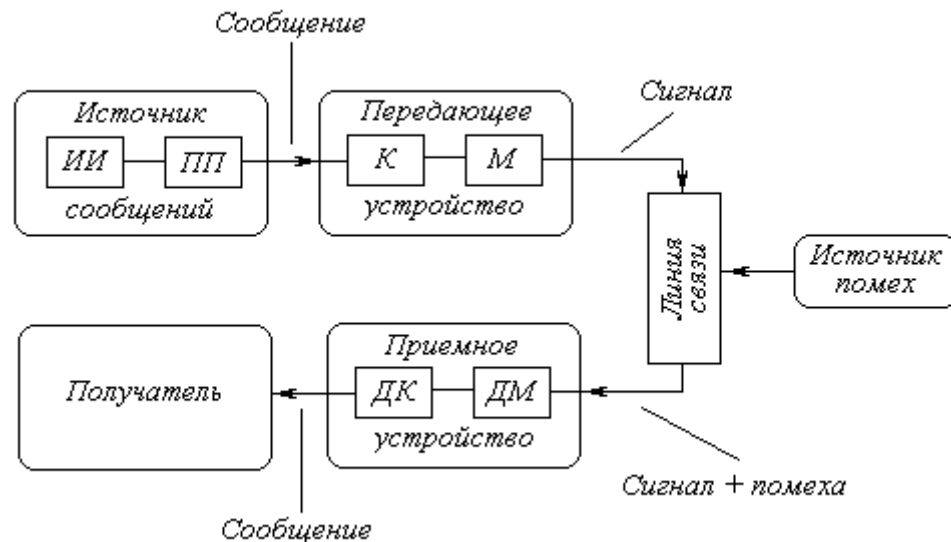 Сообщение
Источник
ИИ
ПП
сообщений
Передающее
К
М
устройство
Сигнал
Линия
связи
Источник
помех
Получатель
Приемное
ДК
ДМ
устройство
Сигнал + помеха
Сообщение